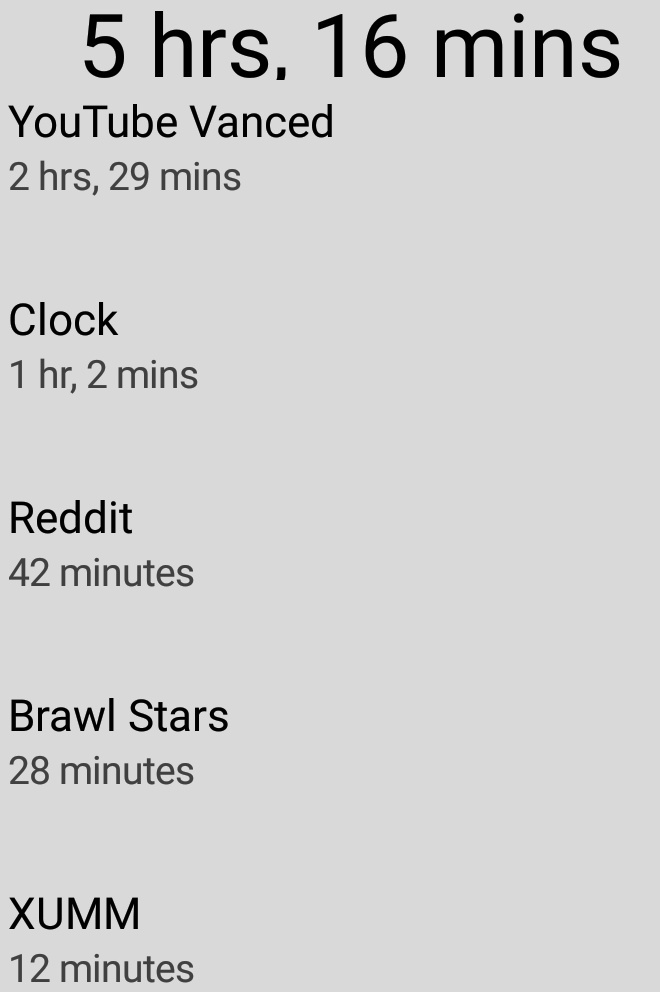 5 hrs, 16 mins
YouTube Vanced
2 hrs, 29 mins
Clock
1 hr, 2 mins
Reddit
42 minutes
Brawl Stars
28 minutes
XUMM
12 minutes